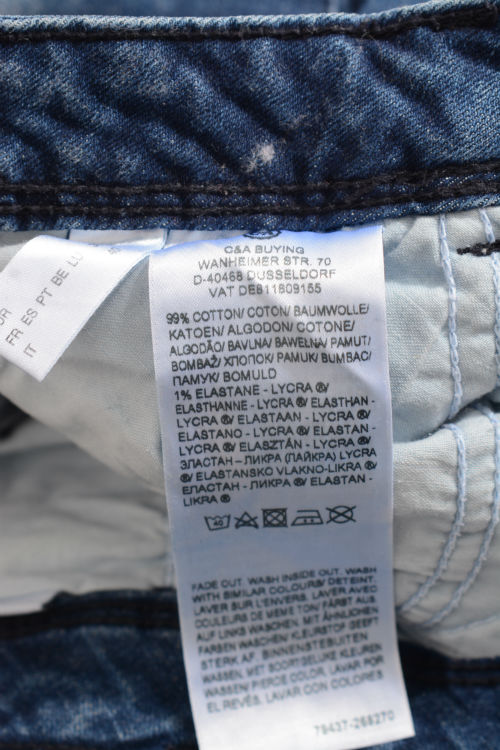 C&A BUYING
WANHEIMER STR. 70
D-40468 DUSSELDORF
VAT DE811809155
99% COTTON/ COTON/ BAUMWOLLE/
KATOEN/ ALGODON/ COTONE/
ALGODÃO/ BAVLNA/ BAWEŁNA/ PAMUT/
BOMBAŽ/ ХЛОПОК/ PAMUK/ BUMBAC/
ПАМУК/ BOMULD
1% ELASTANE - LYCRA ®/
ELASTHANNE - LYCRA ®/ ELASTHAN -
LYCRA ®/ ELASTAAN - LYCRA ®/
ELASTANO - LYCRA ®/ ELASTAN -
LYCRA ®/ ELASZTÁN - LYCRA ®/
ЭЛАСТАН – ЛИКРА (ЛАЙКРА) LYCRA
®/ ELASTANSKO VLAKNO-LIKRA ®/
ЕЛАСТАН - ЛИКРА ®/ ELASTAN -
LIKRA ®
40
FADE OUT. WASH INSIDE OUT. WASH
WITH SIMILAR COLOURS/ DETEINT.
LAVER SUR L'ENVERS. LAVER AVEC
COULEURS DE MEME TON/ FÄRBT AUS.
AUF LINKS WASCHEN. MIT ÄHNLICHEN
FARBEN WASCHEN/ KLEURSTOF GEEFT
STERK AF. BINNENSTEBUITEN
WASSEN. MET SOORTGELIJKE KLEUREN
WASSEN/ PIERDE COLOR. LAVAR CON
EL REVÉS. LAVAR CON COLORES
79437-268270
FR ES PT BE LU
IT